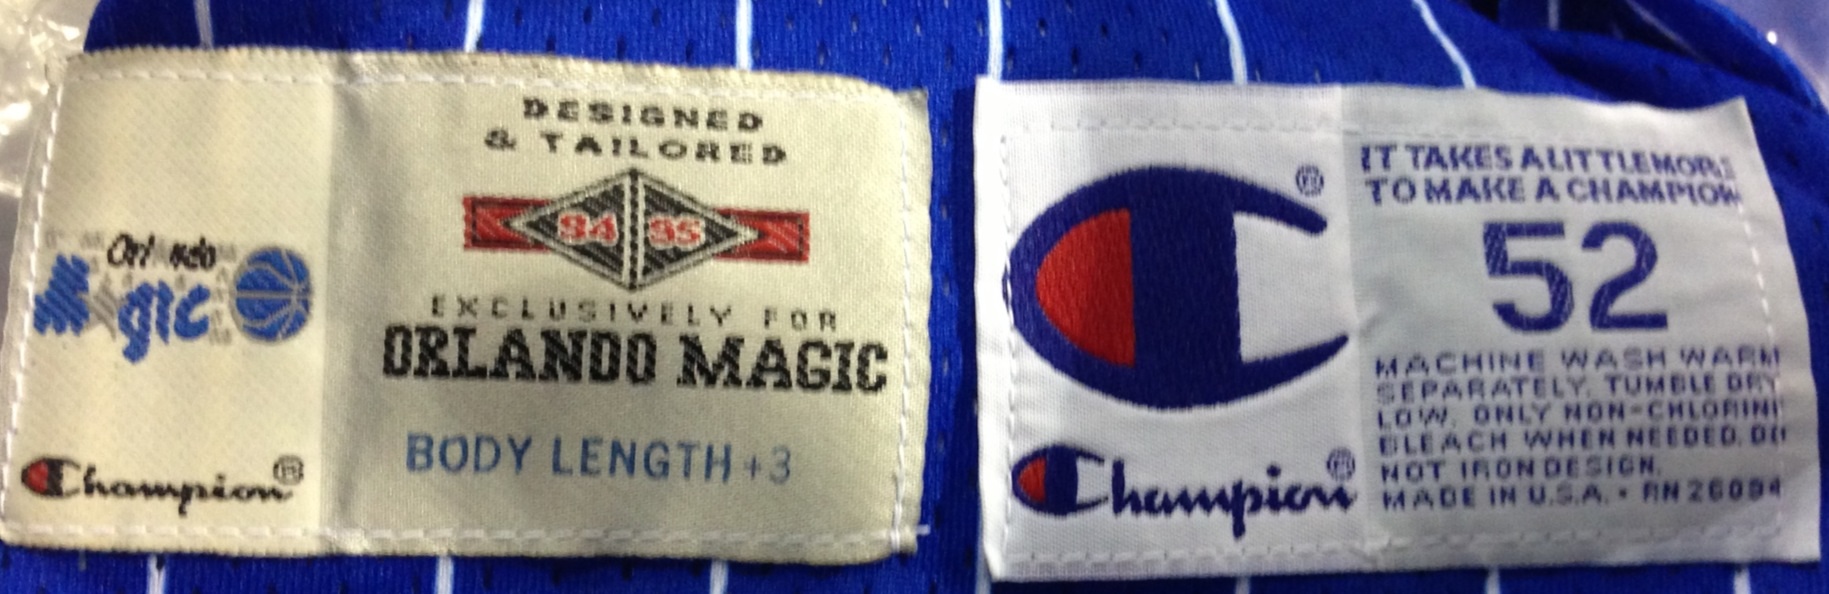 Orlando
Magic
Champion®
DESIGNED
& TAILORED
94 95
EXCLUSIVELY FOR
ORLANDO MAGIC
BODY LENGTH +3
®
Champion®
IT TAKES A LITTLE MORE
TO MAKE A CHAMPION
52
MACHINE WASH WARM
SEPARATELY. TUMBLE DRY
LOW. ONLY NON-CHLORIN
BLEACH WHEN NEEDED. DO
NOT IRON DESIGN.
MADE IN U.S.A. • RN 26094